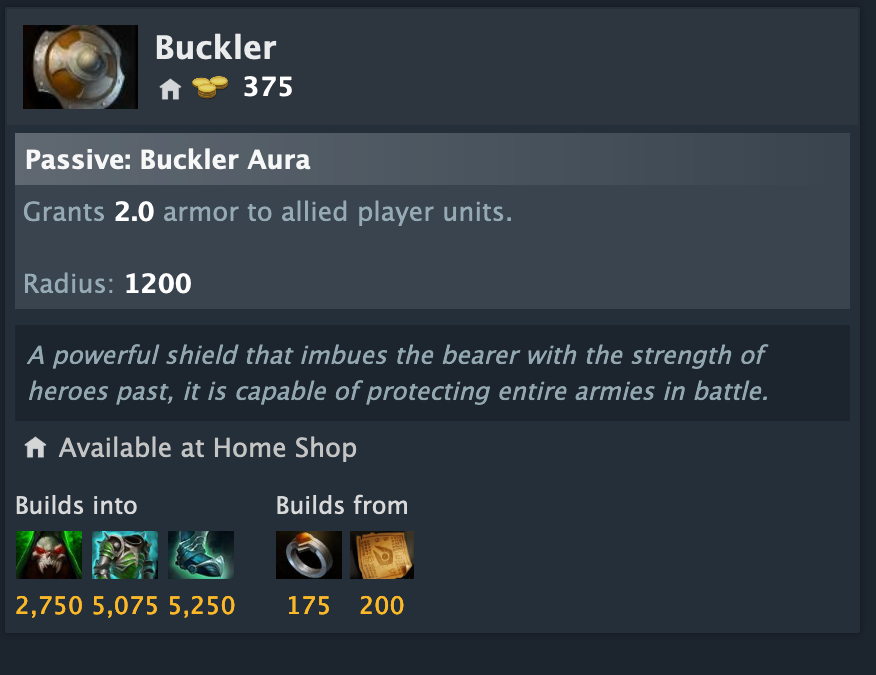 Buckler
375
Passive: Buckler Aura
Grants 2.0 armor to allied player units.
Radius: 1200
A powerful shield that imbues the bearer with the strength of
heroes past, it is capable of protecting entire armies in battle.
Available at Home Shop
Builds into
2,750 5,075 5,250
Builds from
175 200